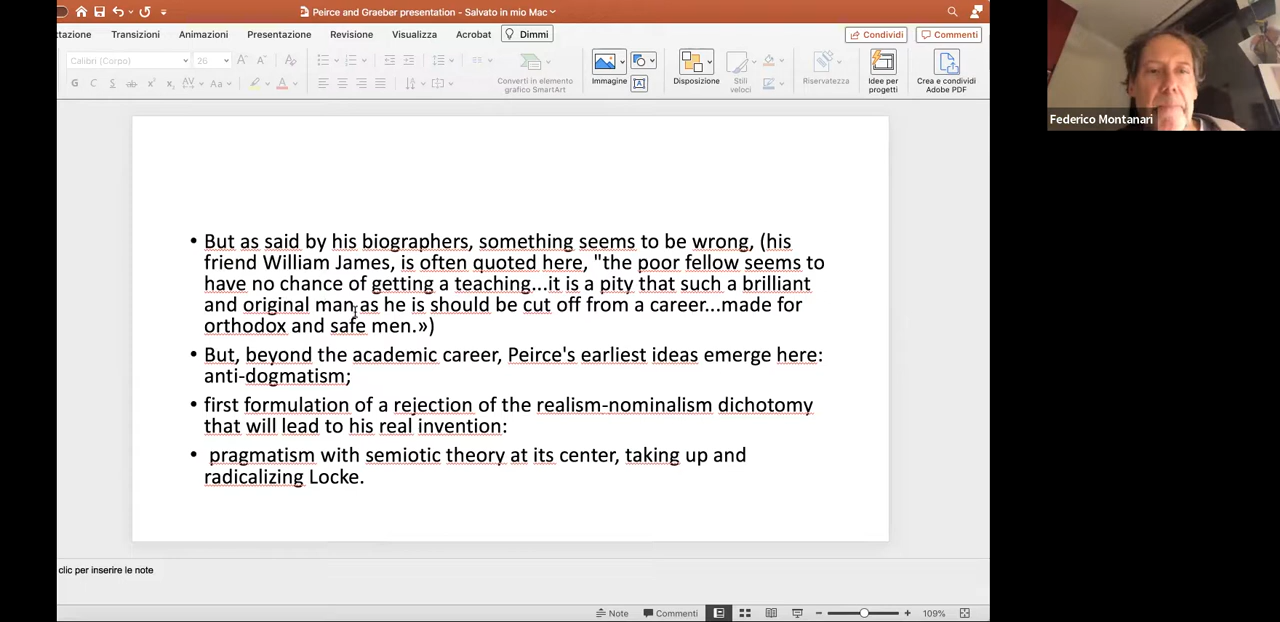 Peirce and Graeber presentation - Salvato in mio Mac
tazione Transizioni Animazioni Presentazione Revisione Visualizza Acrobat Dimmi Condividi Commenti
Calibri (Corpo) 26
Converti in elemento grafico SmartArt
Immagine
Disposizione
Stili veloci
Riservatezza
Idee per progetti
Crea e condividi Adobe PDF
Federico Montanari
• But as said by his biographers, something seems to be wrong, (his
friend William James, is often quoted here, "the poor fellow seems to
have no chance of getting a teaching...it is a pity that such a brilliant
and original man as he is should be cut off from a career...made for
orthodox and safe men.»)
• But, beyond the academic career, Peirce's earliest ideas emerge here:
anti-dogmatism;
• first formulation of a rejection of the realism-nominalism dichotomy
that will lead to his real invention:
• pragmatism with semiotic theory at its center, taking up and
radicalizing Locke.
clic per inserire le note
Note Commenti 109%